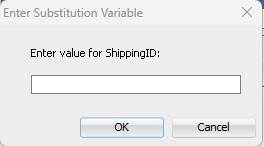 Enter Substitution Variable
Enter value for ShippingID:
OK
Cancel